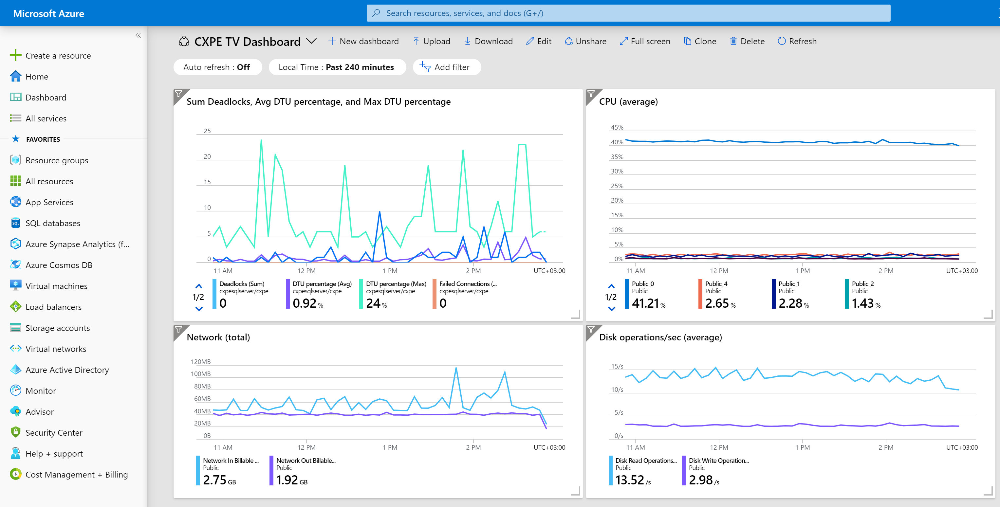 Microsoft Azure
Search resources, services, and docs (G+/)
Create a resource
Home
Dashboard
All services
FAVORITES
Resource groups
All resources
App Services
SQL databases
Azure Synapse Analytics (f...
Azure Cosmos DB
Virtual machines
Load balancers
Storage accounts
Virtual networks
Azure Active Directory
Monitor
Advisor
Security Center
Help + support
Cost Management + Billing
CXPE TV Dashboard
New dashboard
Upload
Download
Edit
Unshare
Full screen
Clone
Delete
Refresh
Auto refresh : Off
Local Time : Past 240 minutes
Add filter
Sum Deadlocks, Avg DTU percentage, and Max DTU percentage
25
20
15
10
5
0
11 AM
12 PM
1 PM
2 PM
UTC+03:00
1/2
Deadlocks (Sum)
cxpesqlserver/cxpe
0
DTU percentage (Avg)
cxpesqlserver/cxpe
0.92 %
DTU percentage (Max)
cxpesqlserver/cxpe
24 %
Failed Connections (...
cxpesqlserver/cxpe
0
CPU (average)
45%
40%
35%
30%
25%
20%
15%
10%
5%
0%
11 AM
12 PM
1 PM
2 PM
UTC+03:00
1/2
Public_0
Public
41.21 %
Public_4
Public
2.65 %
Public_1
Public
2.28 %
Public_2
Public
1.43 %
Network (total)
120MB
100MB
80MB
60MB
40MB
20MB
0B
11 AM
12 PM
1 PM
2 PM
UTC+03:00
Network In Billable ...
Public
2.75 GB
Network Out Billable...
Public
1.92 GB
Disk operations/sec (average)
15/s
10/s
5/s
0/s
11 AM
12 PM
1 PM
2 PM
UTC+03:00
Disk Read Operations...
Public
13.52 /s
Disk Write Operation...
Public
2.98 /s